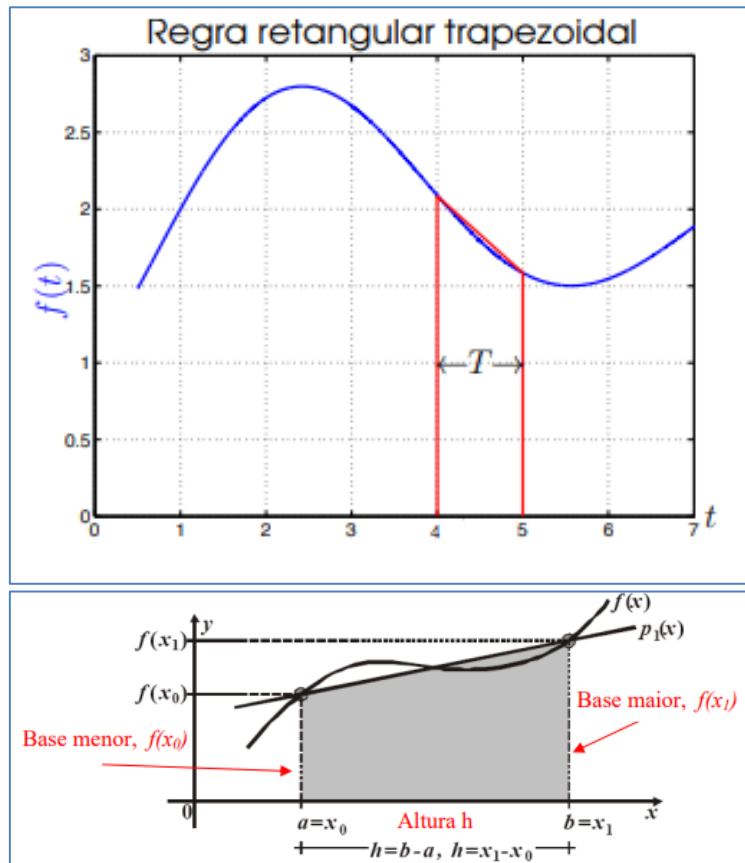 Regra retangular trapezoidal
3
2.5
2
1.5
1
0.5
0
f(t)
T
0 1 2 3 4 5 6 7 t
y
f(x)
p₁(x)
f(x₁)
f(x₀)
Base menor, f(x₀)
Base maior, f(x₁)
0
a=x₀ Altura h b=x₁ x
h=b-a, h=x₁-x₀